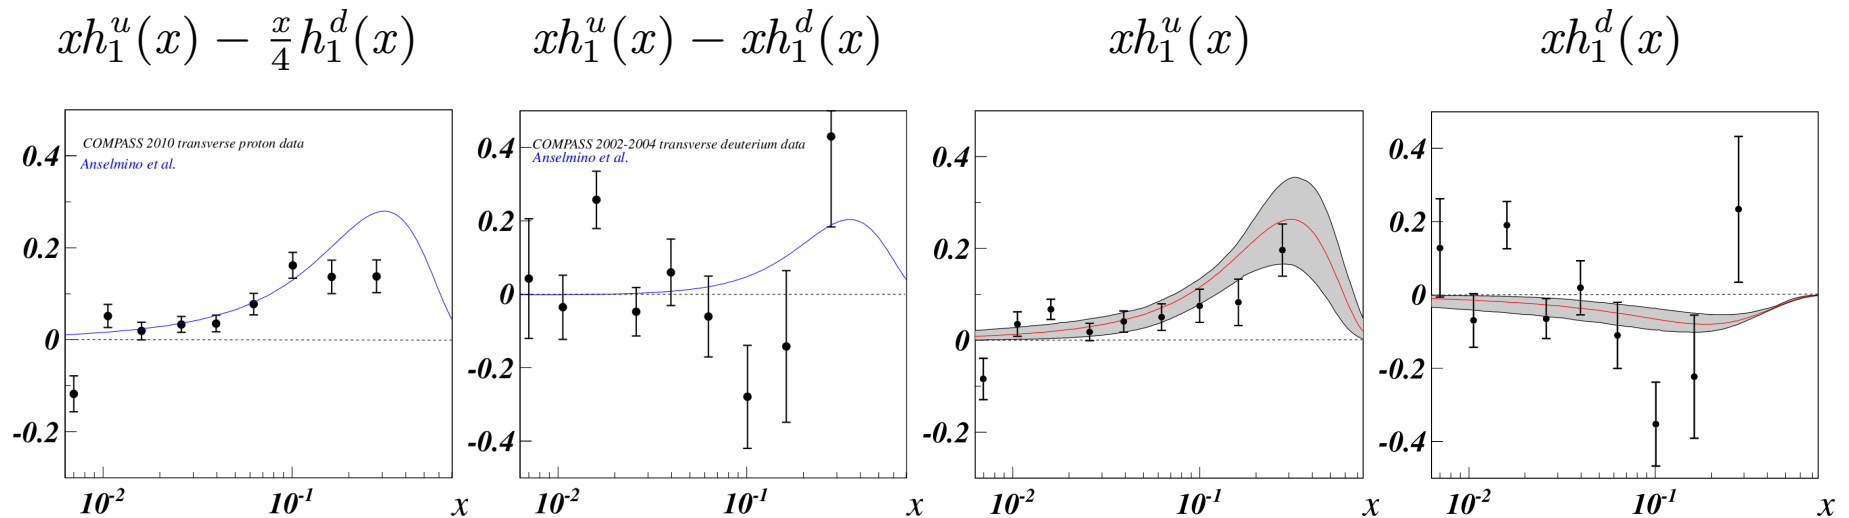 xh₁ᵘ(x) − x/4 h₁ᵈ(x)
xh₁ᵘ(x) − xh₁ᵈ(x)
xh₁ᵘ(x)
xh₁ᵈ(x)
COMPASS 2010 transverse proton data
Anselmino et al.
0.4
0.2
0
-0.2
10⁻²
10⁻¹
x
COMPASS 2002-2004 transverse deuterium data
Anselmino et al.
0.4
0.2
0
-0.2
-0.4
10⁻²
10⁻¹
x
0.4
0.2
0
-0.2
10⁻²
10⁻¹
x
0.4
0.2
0
-0.2
-0.4
10⁻²
10⁻¹
x